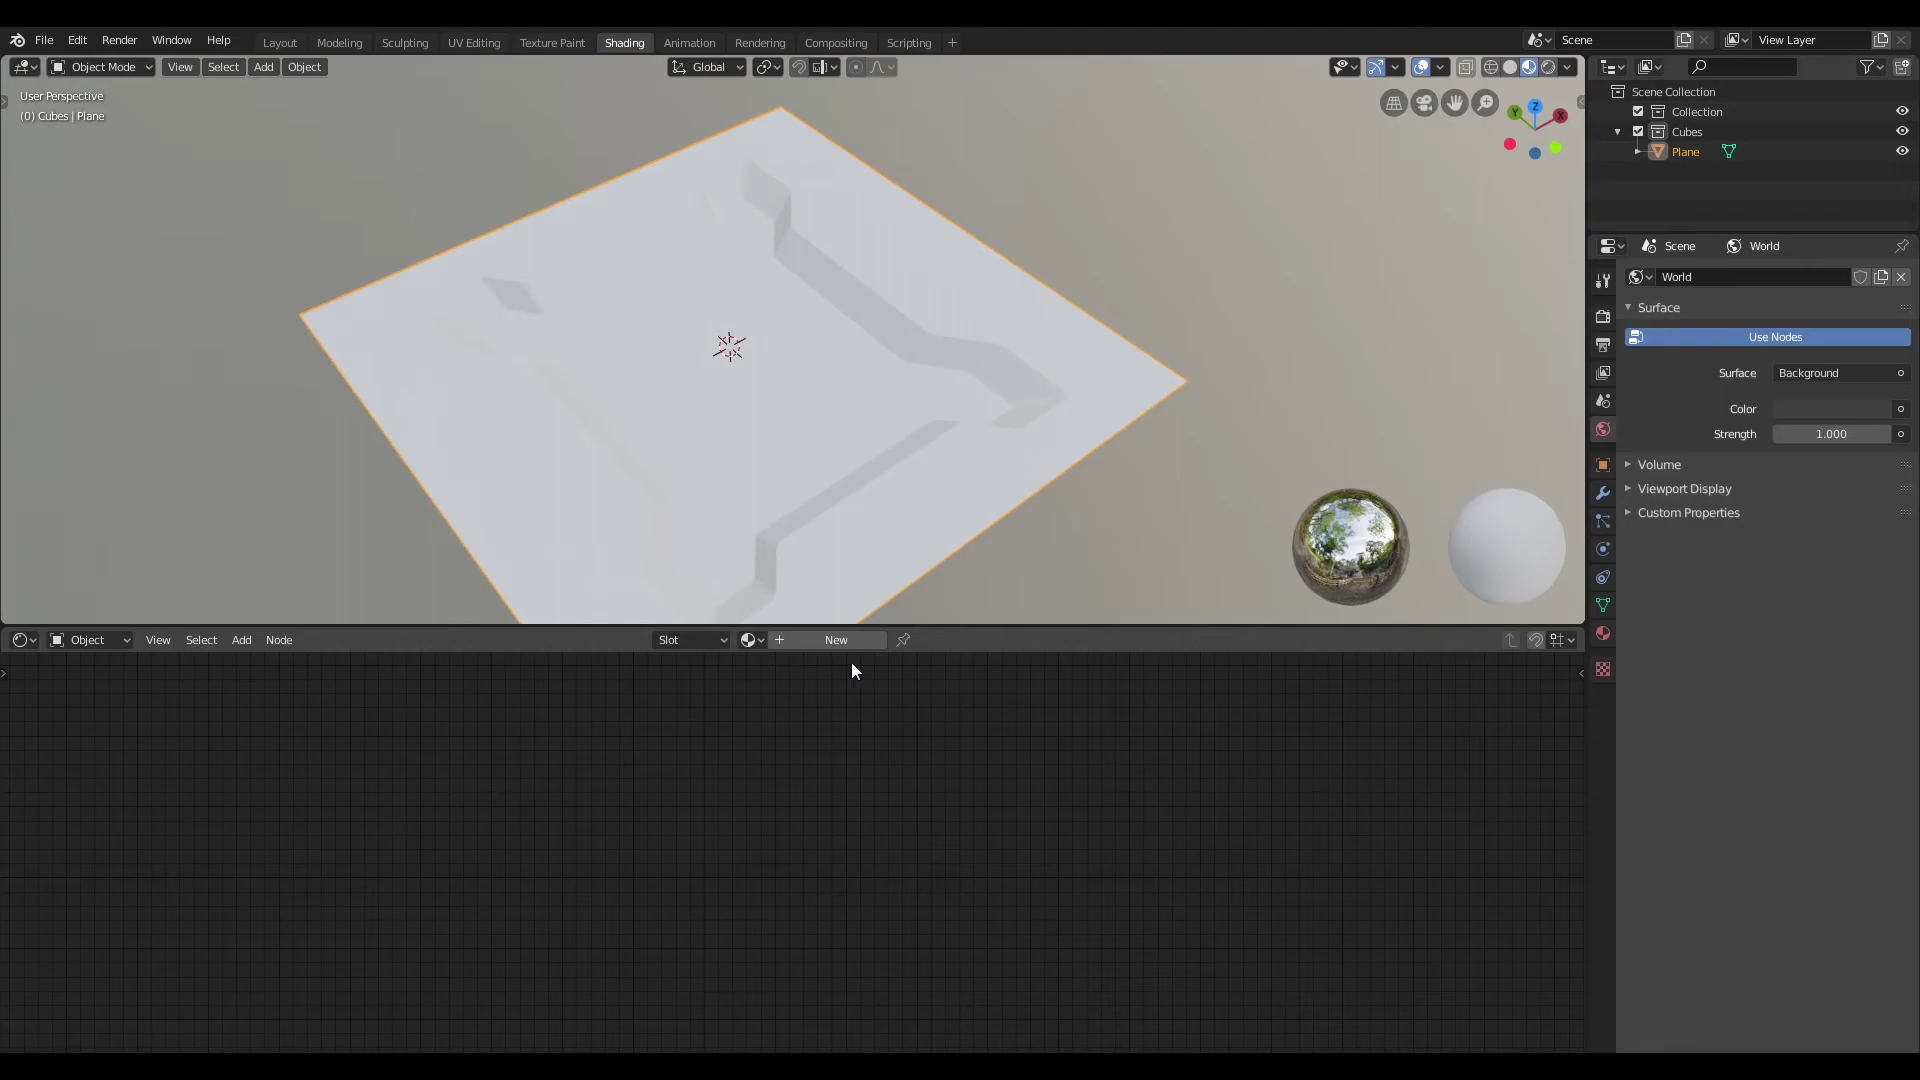 File Edit Render Window Help Layout Modeling Sculpting UV Editing Texture Paint Shading Animation Rendering Compositing Scripting + Scene View Layer
Object Mode View Select Add Object Global
User Perspective
(0) Cubes | Plane
Z
Y
X
Scene Collection
Collection
Cubes
Plane
Scene World
World
Surface
Use Nodes
Surface Background
Color
Strength 1.000
Volume
Viewport Display
Custom Properties
Object View Select Add Node Slot + New